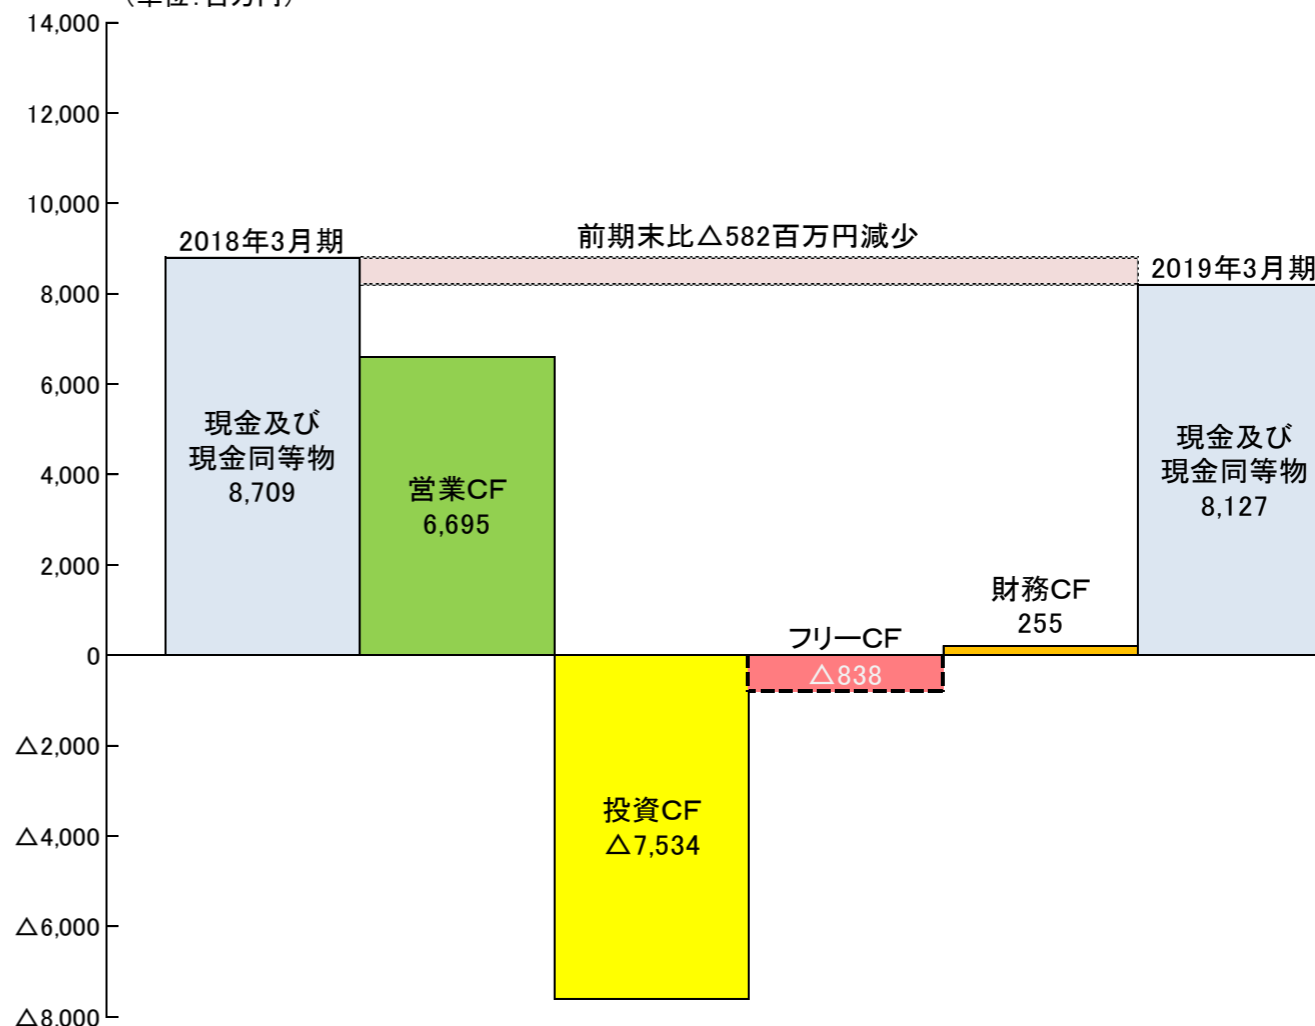 (単位:百万円)
14,000
12,000
10,000
8,000
6,000
4,000
2,000
0
△2,000
△4,000
△6,000
△8,000
2018年3月期
前期末比△582百万円減少
2019年3月期
現金及び
現金同等物
8,709
営業CF
6,695
投資CF
△7,534
フリーCF
△838
財務CF
255
現金及び
現金同等物
8,127